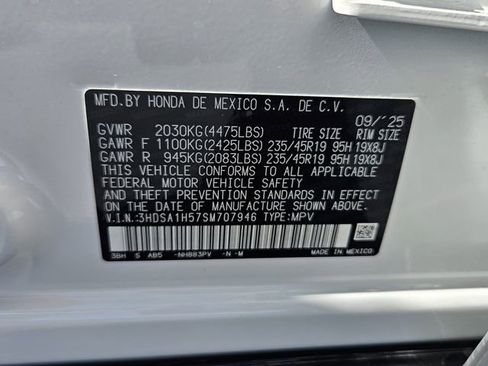 MFD.BY HONDA DE MEXICO S.A. DE C.V.
09/'25
GVWR 2030KG(4475LBS) TIRE SIZE RIM SIZE
GAWR F 1100KG(2425LBS) 235/45R19 95H 19X8J
GAWR R 945KG(2083LBS) 235/45R19 95H 19X8J
THIS VEHICLE CONFORMS TO ALL APPLICABLE
FEDERAL MOTOR VEHICLE SAFETY AND
THEFT PREVENTION STANDARDS IN EFFECT ON
THE DATE OF MANUFACTURE SHOWN ABOVE.
V.I.N.:3HDSA1H57SM707946 TYPE:MPV
3BH S AB5 -NH883PV -N -M
MADE IN MEXICO